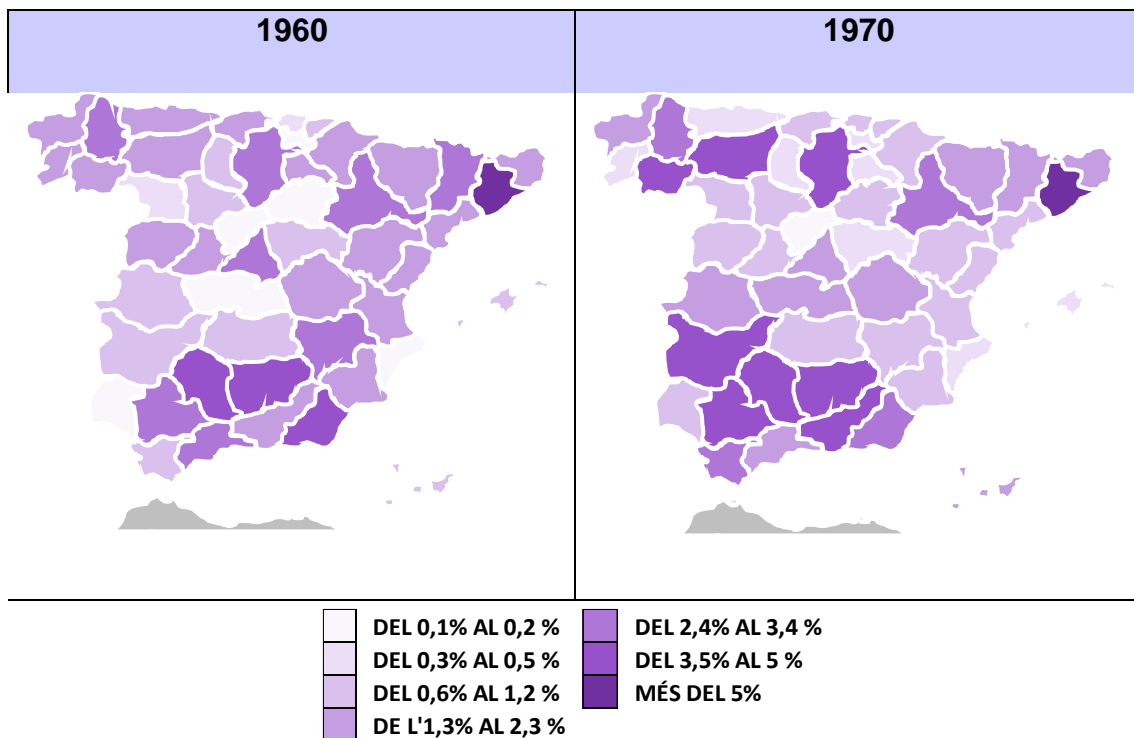 1960
1970
DEL 0,1% AL 0,2 %
DEL 0,3% AL 0,5 %
DEL 0,6% AL 1,2 %
DE L'1,3% AL 2,3 %
DEL 2,4% AL 3,4 %
DEL 3,5% AL 5 %
MÉS DEL 5%